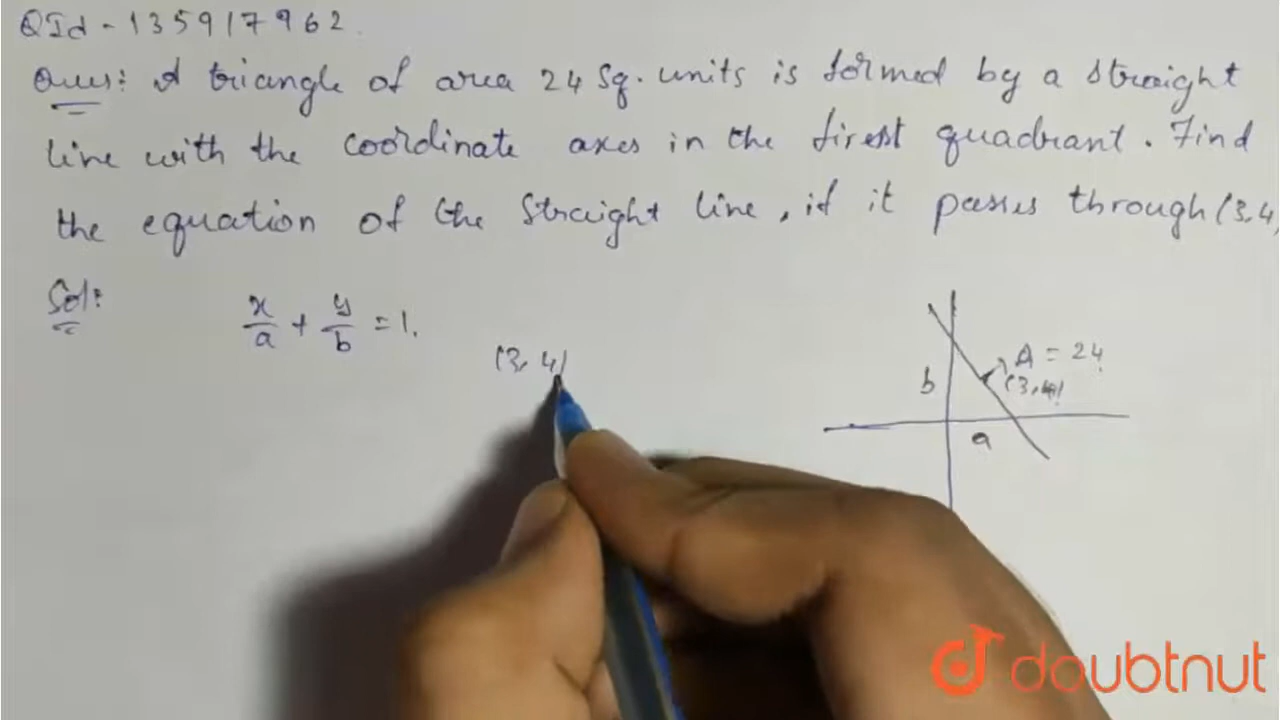 QId - 135917962.
Ques: A triangle of area 24 Sq. units is formed by a straight
line with the coordinate axes in the first quadrant. Find
the equation of the Straight line, if it passes through (3,4)
Sol:
x/a + y/b = 1.
(3, 4)
A = 24
(3,4)
b
a
doubtnut